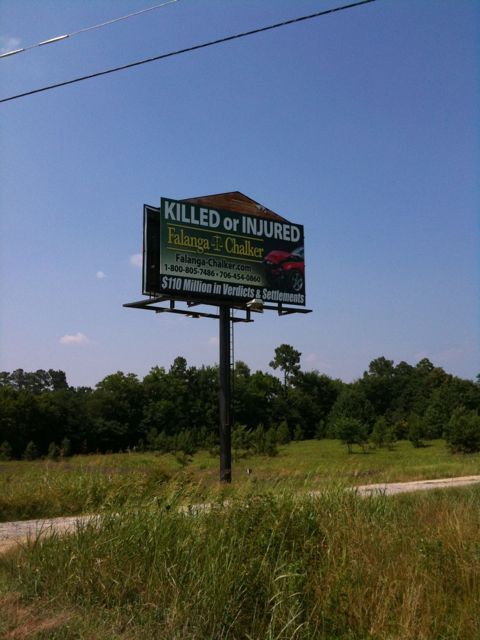 KILLED or INJURED
Falanga Chalker
Falanga-Chalker.com
1-800-805-7486 • 706-454-0860
$110 Million in Verdicts & Settlements